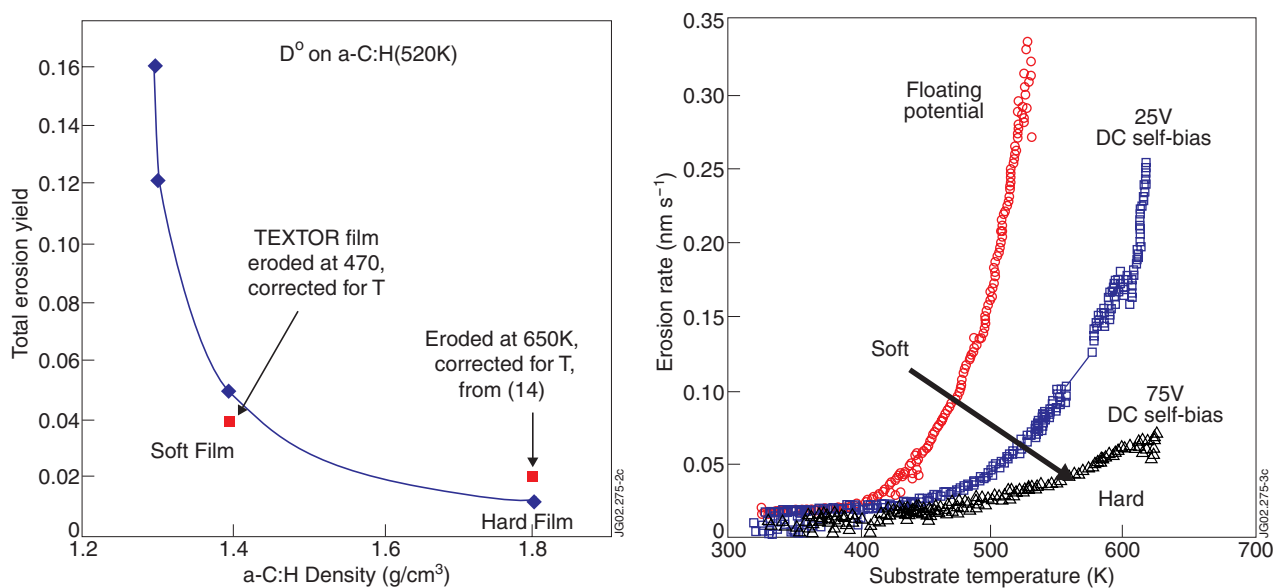 D° on a-C:H(520K)
0.16
0.12
0.10
0.08
0.06
0.04
0.02
0
Total erosion yield
TEXTOR film
eroded at 470,
corrected for T
Eroded at 650K,
corrected for T,
from (14)
Soft Film
Hard Film
1.2
1.4
1.6
1.8
a-C:H Density (g/cm³)
JG02.275-2c
0.35
0.30
0.25
0.20
0.15
0.10
0.05
0
Erosion rate (nm s⁻¹)
Floating
potential
25V
DC self-bias
Soft
75V
DC self-bias
Hard
300
400
500
600
700
Substrate temperature (K)
JG02.275-3c